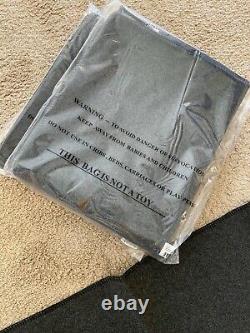 WARNING - TO AVOID DANGER OF SUFFOCATION
KEEP AWAY FROM BABIES AND CHILDREN
DO NOT USE IN CRIBS, BEDS, CARRIAGES OR PLAY PENS
THIS BAG IS NOT A TOY